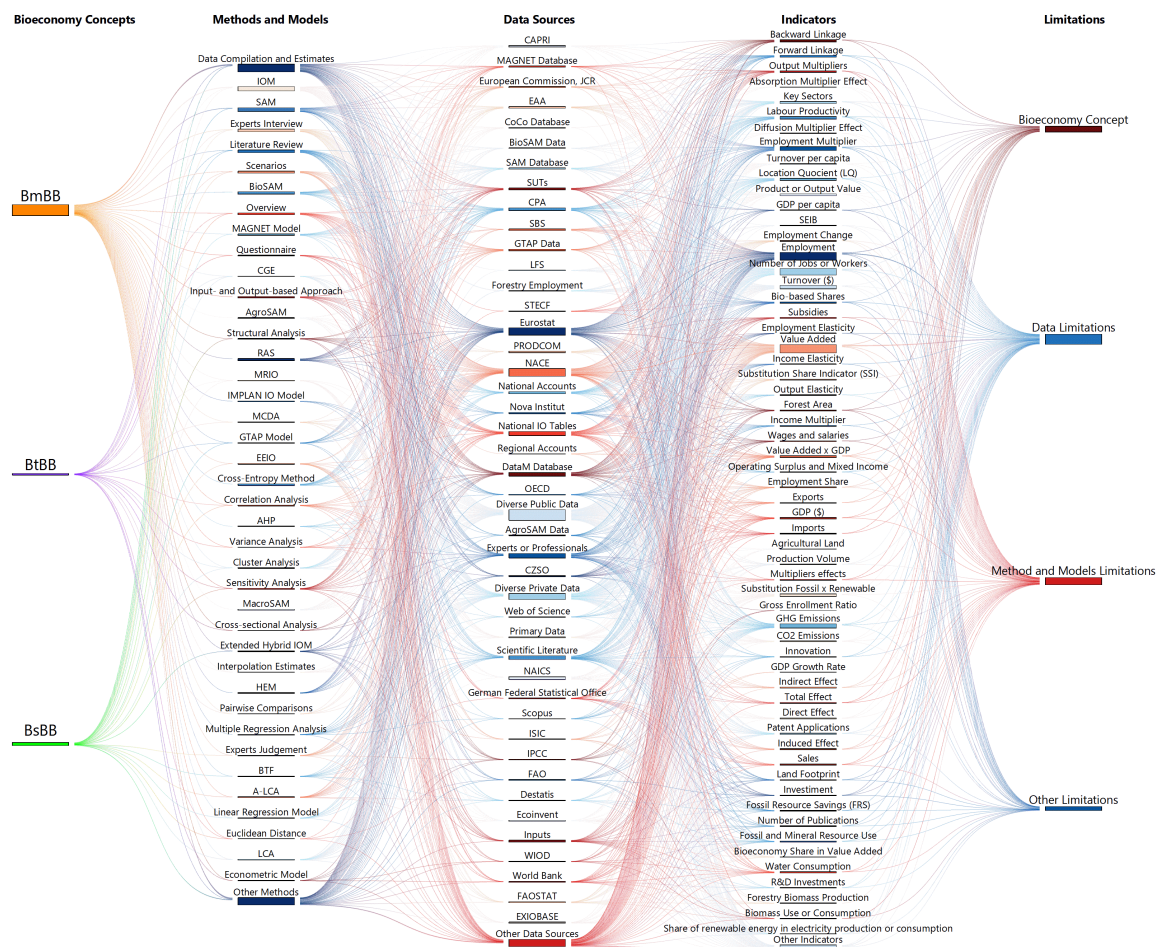 Bioeconomy Concepts
Methods and Models
Data Sources
Indicators
Limitations
BmBB
BtBB
BsBB
Data Compilation and Estimates
IOM
SAM
Experts Interview
Literature Review
Scenarios
BioSAM
Overview
MAGNET Model
Questionnaire
CGE
Input- and Output-based Approach
AgroSAM
Structural Analysis
RAS
MRIO
IMPLAN IO Model
MCDA
GTAP Model
EEIO
Cross-Entropy Method
Correlation Analysis
AHP
Variance Analysis
Cluster Analysis
Sensitivity Analysis
MacroSAM
Cross-sectional Analysis
Extended Hybrid IOM
Interpolation Estimates
HEM
Pairwise Comparisons
Multiple Regression Analysis
Experts Judgement
BTF
A-LCA
Linear Regression Model
Euclidean Distance
LCA
Econometric Model
Other Methods
CAPRI
MAGNET Database
European Commission, JCR
EAA
CoCo Database
BioSAM Data
SAM Database
SUTs
CPA
SBS
GTAP Data
LFS
Forestry Employment
STECF
Eurostat
PRODCOM
NACE
National Accounts
Nova Institut
National IO Tables
Regional Accounts
DataM Database
OECD
Diverse Public Data
AgroSAM Data
Experts or Professionals
CZSO
Diverse Private Data
Web of Science
Primary Data
Scientific Literature
NAICS
German Federal Statistical Office
Scopus
ISIC
IPCC
FAO
Destatis
Ecoinvent
Inputs
WIOD
World Bank
FAOSTAT
EXIOBASE
Other Data Sources
Backward Linkage
Forward Linkage
Output Multipliers
Absorption Multiplier Effect
Key Sectors
Labour Productivity
Diffusion Multiplier Effect
Employment Multiplier
Turnover per capita
Location Quocient (LQ)
Product or Output Value
GDP per capita
SEIB
Employment Change
Employment
Number of Jobs or Workers
Turnover ($)
Bio-based Shares
Subsidies
Employment Elasticity
Value Added
Income Elasticity
Substitution Share Indicator (SSI)
Output Elasticity
Forest Area
Income Multiplier
Wages and salaries
Value Added x GDP
Operating Surplus and Mixed Income
Employment Share
Exports
GDP ($)
Imports
Agricultural Land
Production Volume
Multipliers effects
Substitution Fossil x Renewable
Gross Enrollment Ratio
GHG Emissions
CO2 Emissions
Innovation
GDP Growth Rate
Indirect Effect
Total Effect
Direct Effect
Patent Applications
Induced Effect
Sales
Land Footprint
Investiment
Fossil Resource Savings (FRS)
Number of Publications
Fossil and Mineral Resource Use
Bioeconomy Share in Value Added
Water Consumption
R&D Investments
Forestry Biomass Production
Biomass Use or Consumption
Share of renewable energy in electricity production or consumption
Other Indicators
Bioeconomy Concept
Data Limitations
Method and Models Limitations
Other Limitations